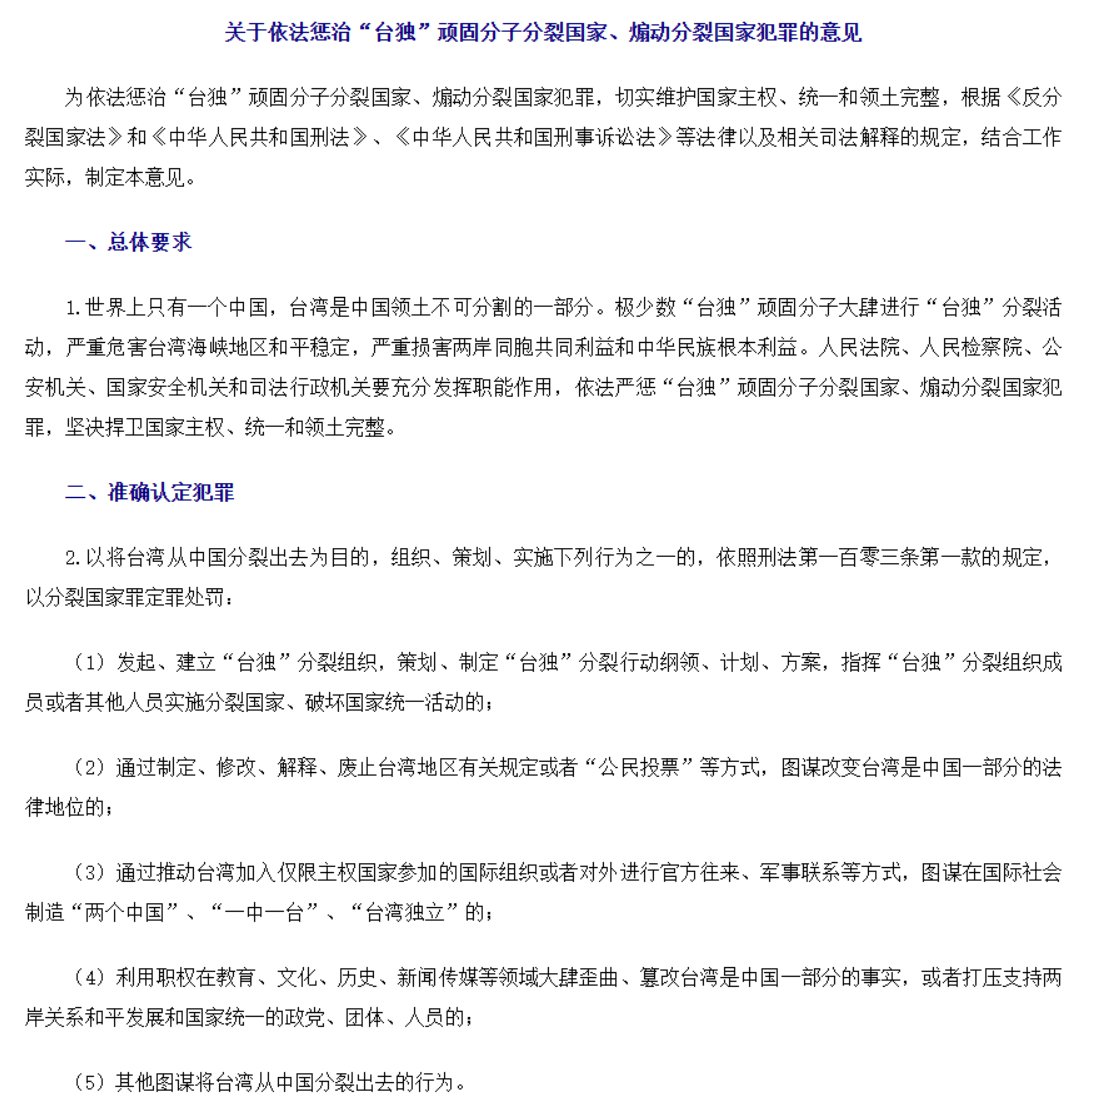 关于依法惩治“台独”顽固分子分裂国家、煽动分裂国家犯罪的意见
为依法惩治“台独”顽固分子分裂国家、煽动分裂国家犯罪，切实维护国家主权、统一和领土完整，根据《反分
裂国家法》和《中华人民共和国刑法》、《中华人民共和国刑事诉讼法》等法律以及相关司法解释的规定，结合工作
实际，制定本意见。
一、总体要求
1.世界上只有一个中国，台湾是中国领土不可分割的一部分。极少数“台独”顽固分子大肆进行“台独”分裂活
动，严重危害台湾海峡地区和平稳定，严重损害两岸同胞共同利益和中华民族根本利益。人民法院、人民检察院、公
安机关、国家安全机关和司法行政机关要充分发挥职能作用，依法严惩“台独”顽固分子分裂国家、煽动分裂国家犯
罪，坚决捍卫国家主权、统一和领土完整。
二、准确认定犯罪
2.以将台湾从中国分裂出去为目的，组织、策划、实施下列行为之一的，依照刑法第一百零三条第一款的规定，
以分裂国家罪定罪处罚：
（1）发起、建立“台独”分裂组织，策划、制定“台独”分裂行动纲领、计划、方案，指挥“台独”分裂组织成
员或者其他人员实施分裂国家、破坏国家统一活动的；
（2）通过制定、修改、解释、废止台湾地区有关规定或者“公民投票”等方式，图谋改变台湾是中国一部分的法
律地位的；
（3）通过推动台湾加入仅限主权国家参加的国际组织或者对外进行官方往来、军事联系等方式，图谋在国际社会
制造“两个中国”、“一中一台”、“台湾独立”的；
（4）利用职权在教育、文化、历史、新闻传媒等领域大肆歪曲、篡改台湾是中国一部分的事实，或者打压支持两
岸关系和平发展和国家统一的政党、团体、人员的；
（5）其他图谋将台湾从中国分裂出去的行为。